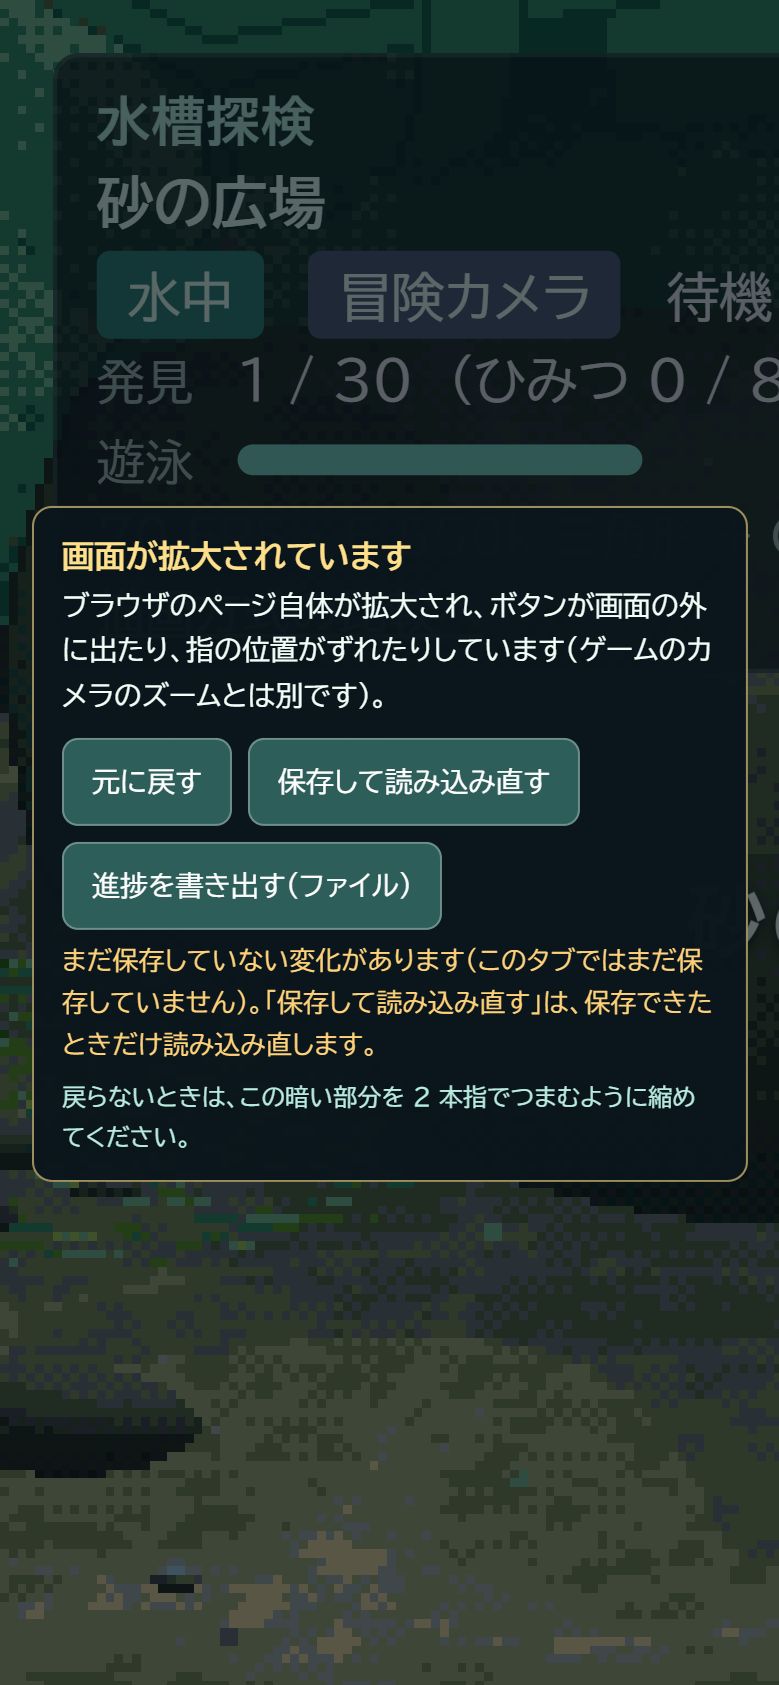 水槽探検
砂の広場
水中 冒険カメラ 待機
発見 1 / 30 (ひみつ 0 / 8
遊泳
画面が拡大されています
ブラウザのページ自体が拡大され、ボタンが画面の外
に出たり、指の位置がずれたりしています(ゲームのカ
メラのズームとは別です)。
元に戻す 保存して読み込み直す
進捗を書き出す(ファイル)
まだ保存していない変化があります(このタブではまだ保
存していません)。「保存して読み込み直す」は、保存できた
ときだけ読み込み直します。
戻らないときは、この暗い部分を 2 本指でつまむように縮め
てください。